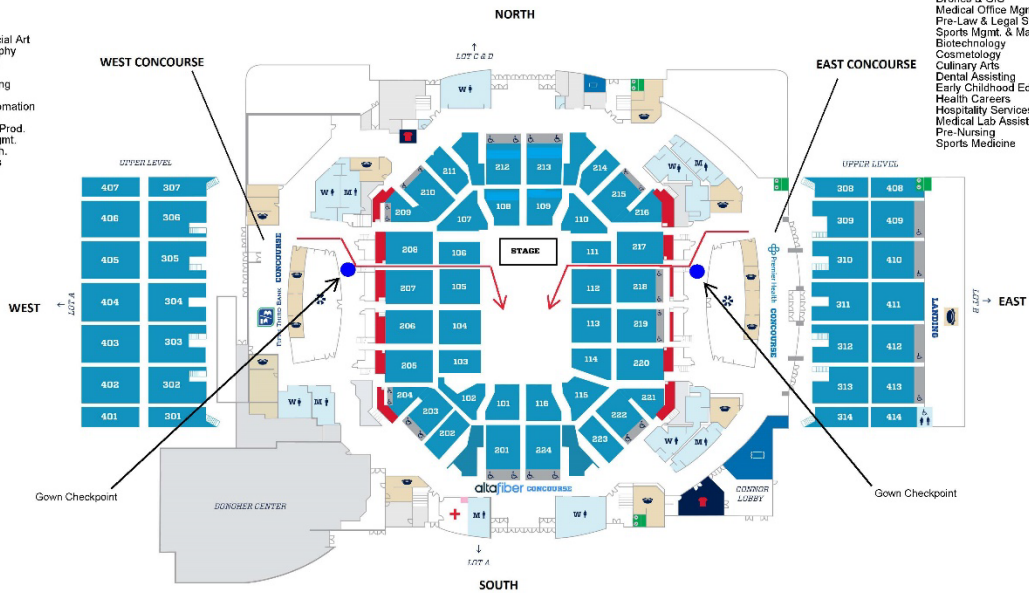 NORTH
Medical Office Mgm
Pre-Law & Legal S
Sports Mgmt. & Ma
Biotechnology
Cosmetology
Culinary Arts
Dental Assisting
Early Childhood Ed
Health Careers
Hospitality Services
Medical Lab Assist
Pre-Nursing
Sports Medicine
cial Art
phy
ng
omation
Prod.
gmt.
h.
s
WEST CONCOURSE
EAST CONCOURSE
LOT C & D
W
UPPER LEVEL
UPPER LEVEL
W M
W M
407 307
406 306
405 305
404 304
403 303
402 302
401 301
308 408
309 409
310 410
311 411
312 412
313 413
314 414
211 212 213 214
210 215
209 216
107 108 109 110
208 106 STAGE 111 217
207 105 112 218
206 104 113 219
205 103 114 220
204 102 101 116 115 221
203 222
202 223
201 224
WEST
LOT A
FIFTH THIRD BANK CONCOURSE
Premier Health CONCOURSE
LANDING
LOT B
EAST
W M
W M
Gown Checkpoint
Gown Checkpoint
DONOHER CENTER
altafiber CONCOURSE
CONNOR
LOBBY
M
W
LOT A
SOUTH